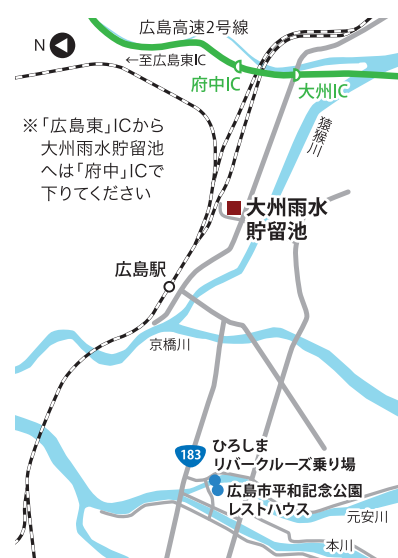 広島高速2号線
N
←至広島東IC
府中IC
大州IC
※「広島東」ICから
大州雨水貯留池
へは「府中」ICで
下りてください
猿猴川
大州雨水
貯留池
広島駅
京橋川
183
ひろしま
リバークルーズ乗り場
広島市平和記念公園
レストハウス
元安川
本川